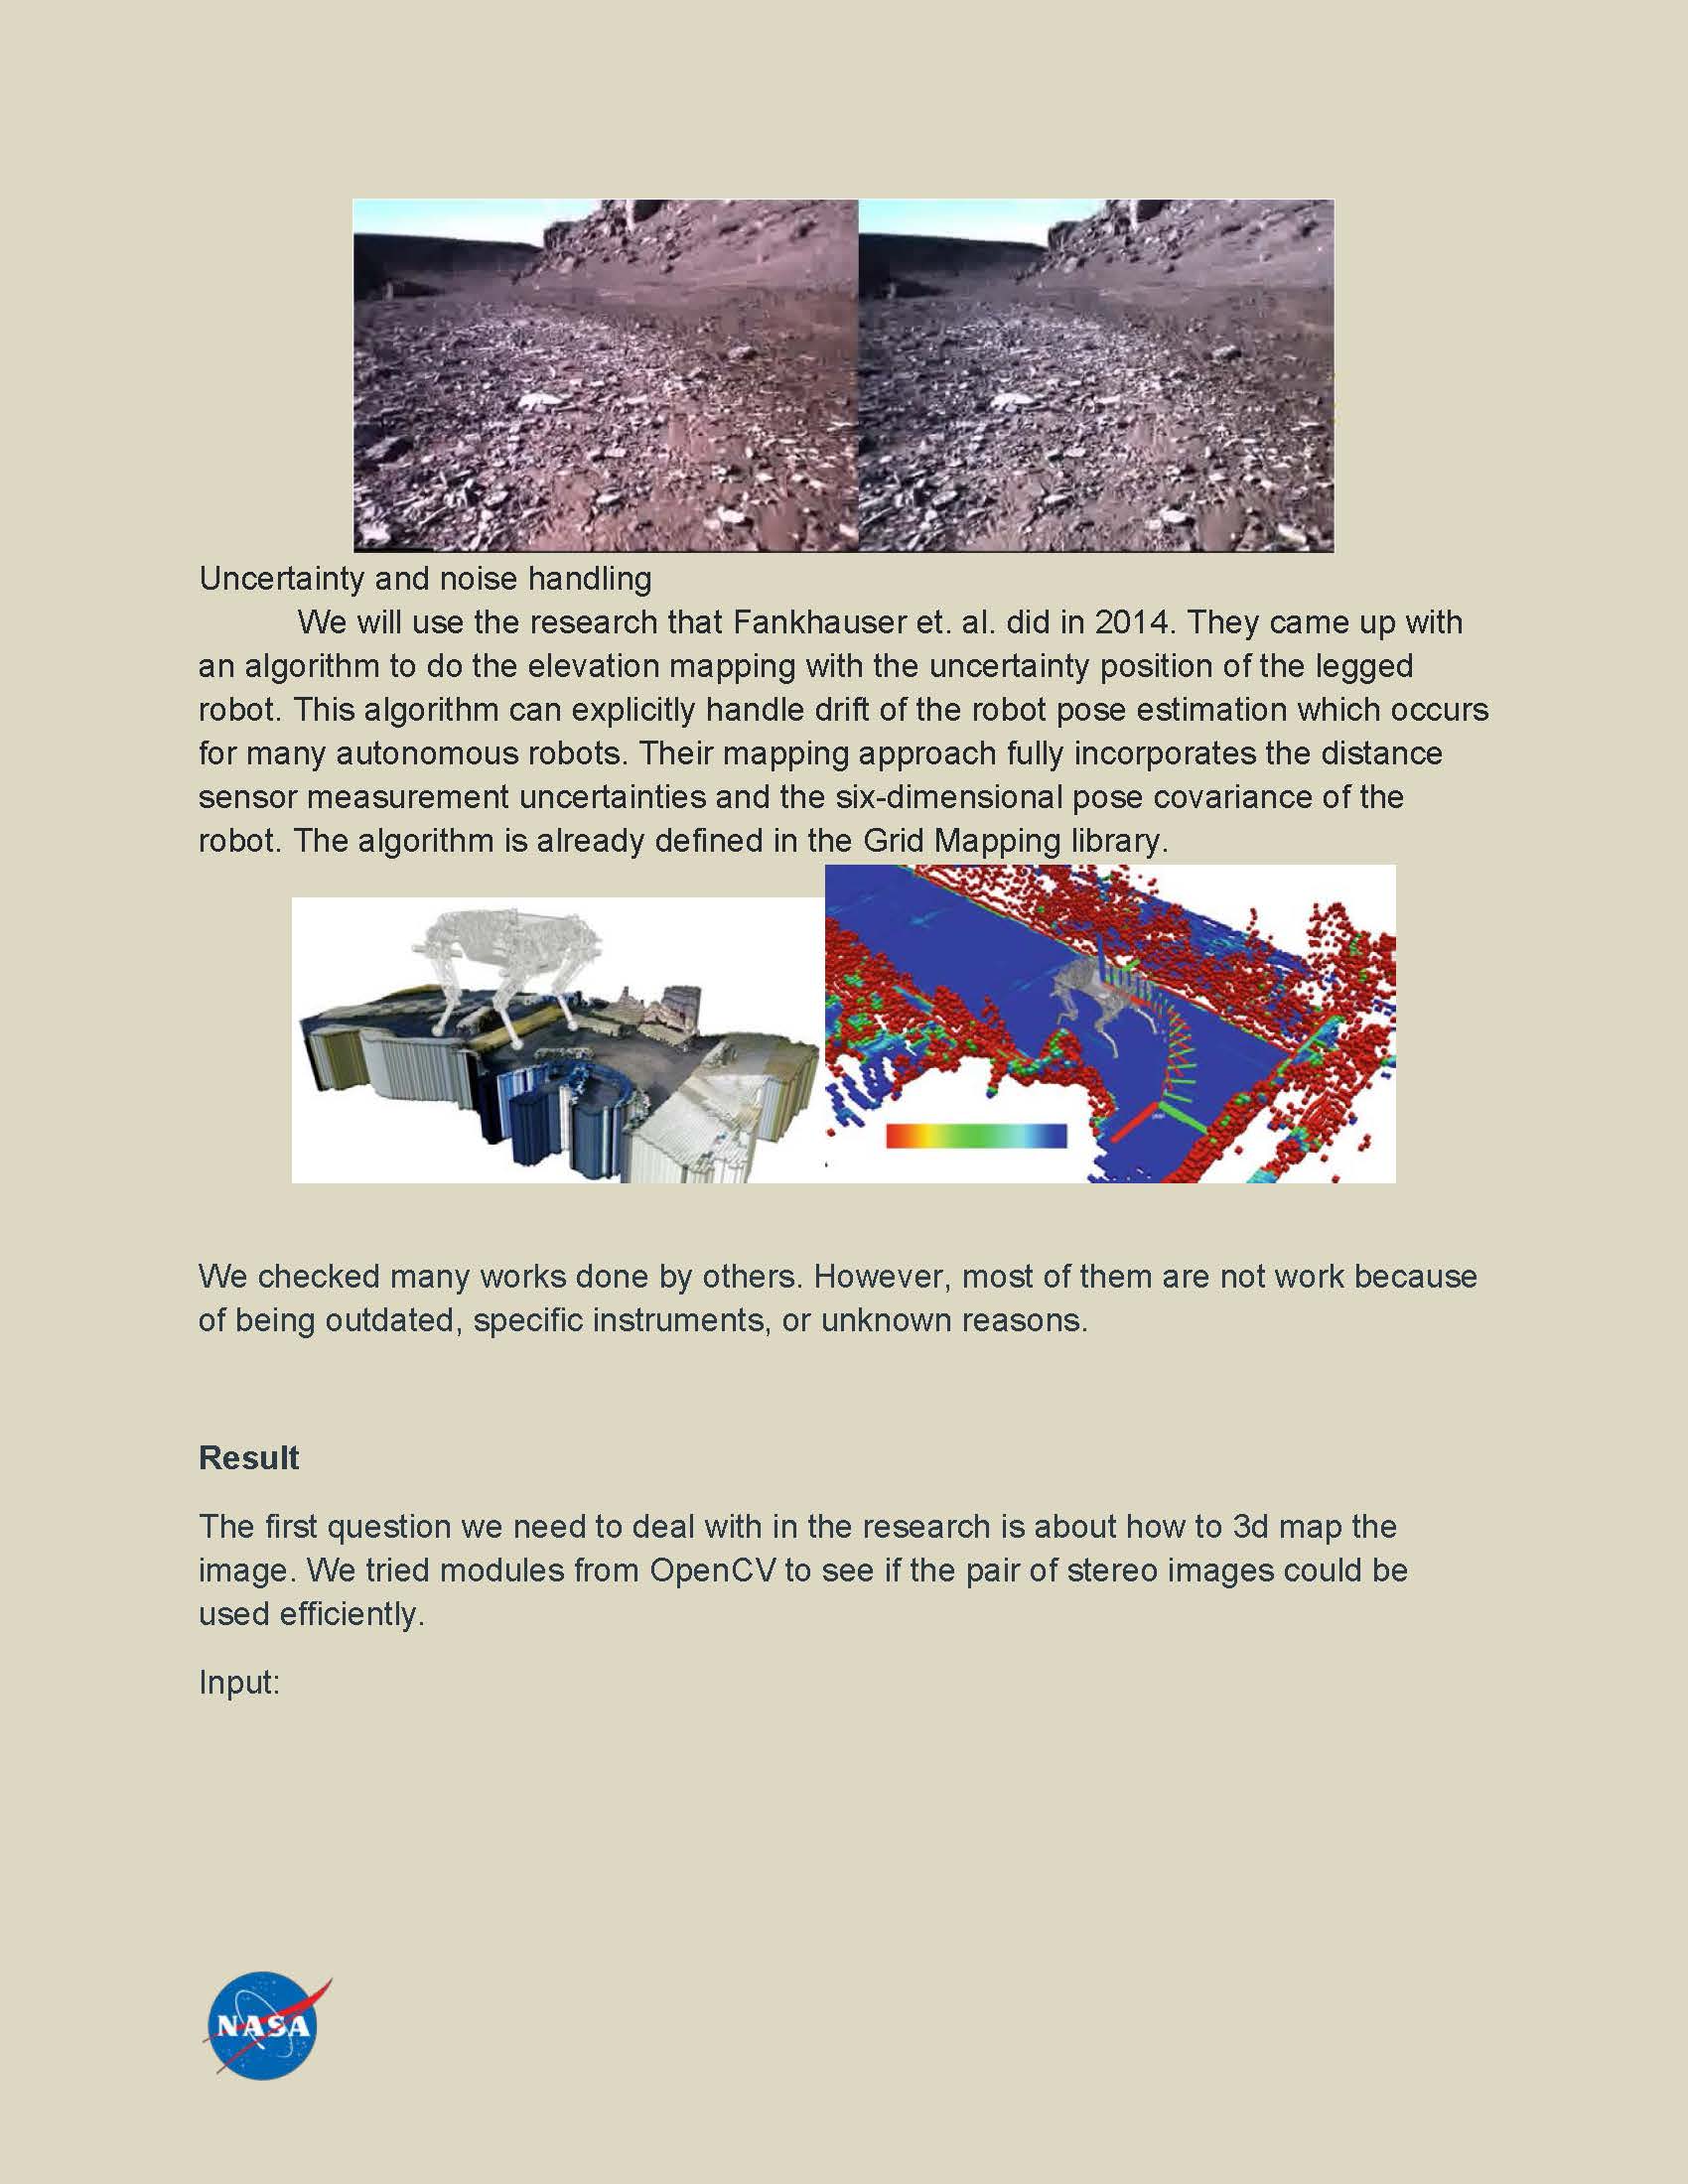 Uncertainty and noise handling
We will use the research that Fankhauser et. al. did in 2014. They came up with
an algorithm to do the elevation mapping with the uncertainty position of the legged
robot. This algorithm can explicitly handle drift of the robot pose estimation which occurs
for many autonomous robots. Their mapping approach fully incorporates the distance
sensor measurement uncertainties and the six-dimensional pose covariance of the
robot. The algorithm is already defined in the Grid Mapping library.
We checked many works done by others. However, most of them are not work because
of being outdated, specific instruments, or unknown reasons.
Result
The first question we need to deal with in the research is about how to 3d map the
image. We tried modules from OpenCV to see if the pair of stereo images could be
used efficiently.
Input:
NASA